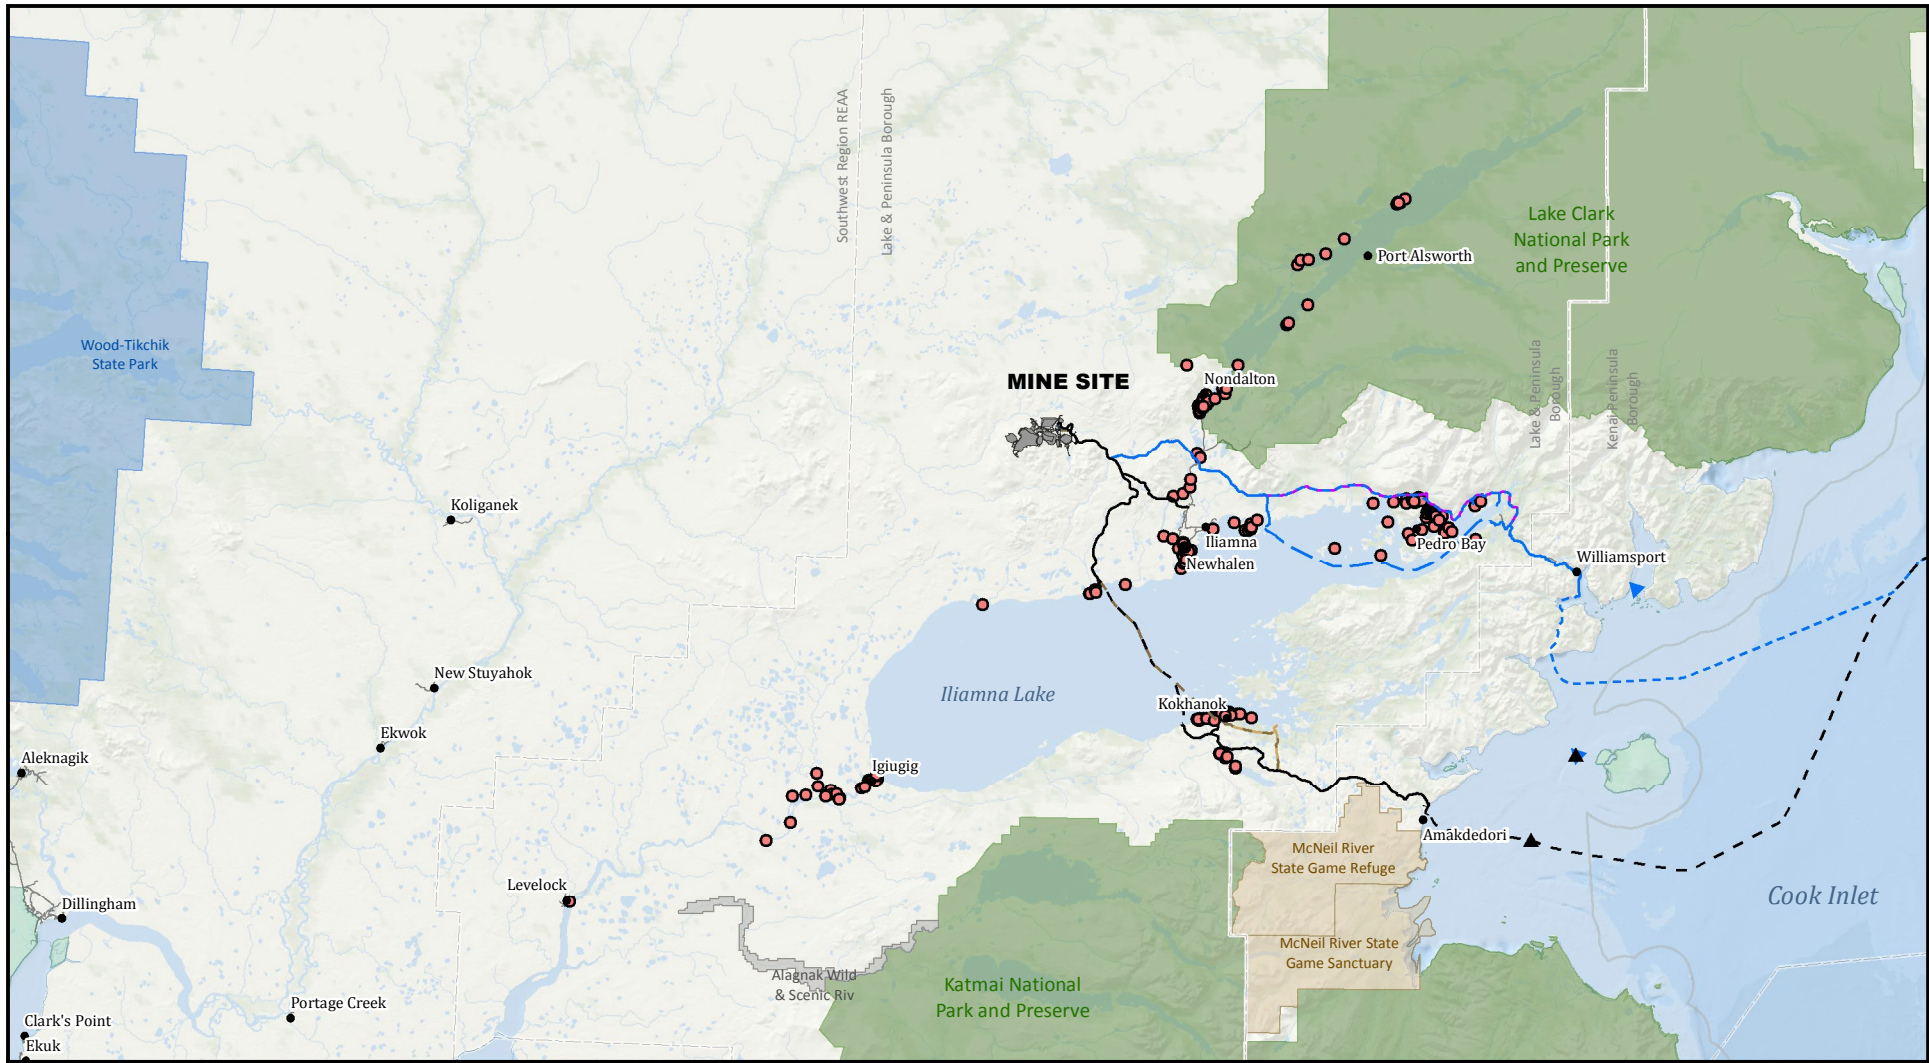 Southwest Region REAA
Lake & Peninsula Borough
Lake Clark
National Park
and Preserve
Port Alsworth
Wood-Tikchik
State Park
MINE SITE
Nondalton
Lake & Peninsula
Borough
Kenai Peninsula
Borough
Koliganek
Iliamna
Pedro Bay
Newhalen
Williamsport
New Stuyahok
Iliamna Lake
Kokhanok
Ekwok
Aleknagik
Igiugig
Amakdedori
McNeil River
State Game Refuge
Levelock
Cook Inlet
Dillingham
McNeil River State
Game Sanctuary
Alagnak Wild
& Scenic Riv
Katmai National
Park and Preserve
Portage Creek
Clark's Point
Ekuk